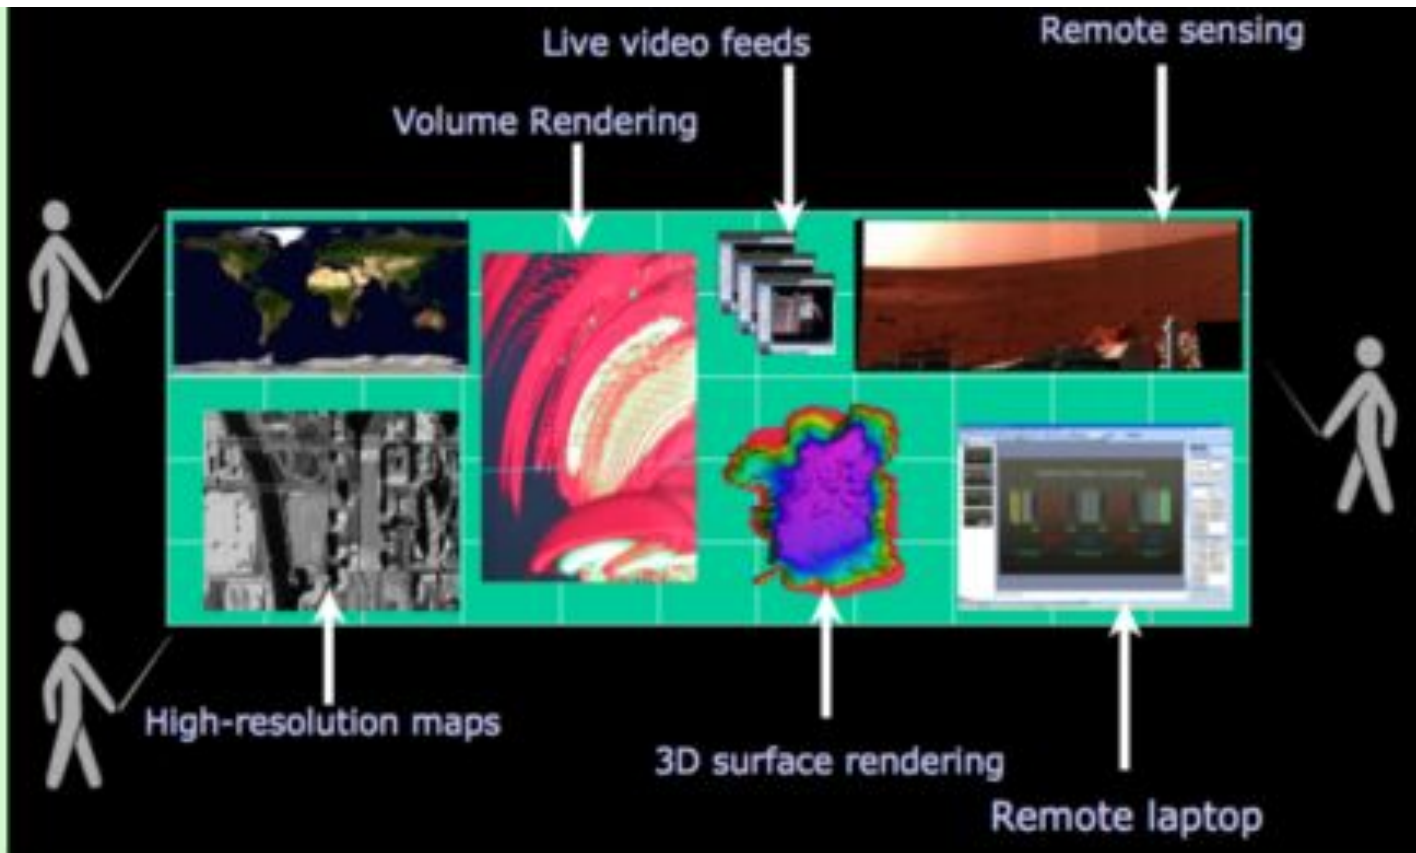 Live video feeds
Remote sensing
Volume Rendering
High-resolution maps
3D surface rendering
Remote laptop